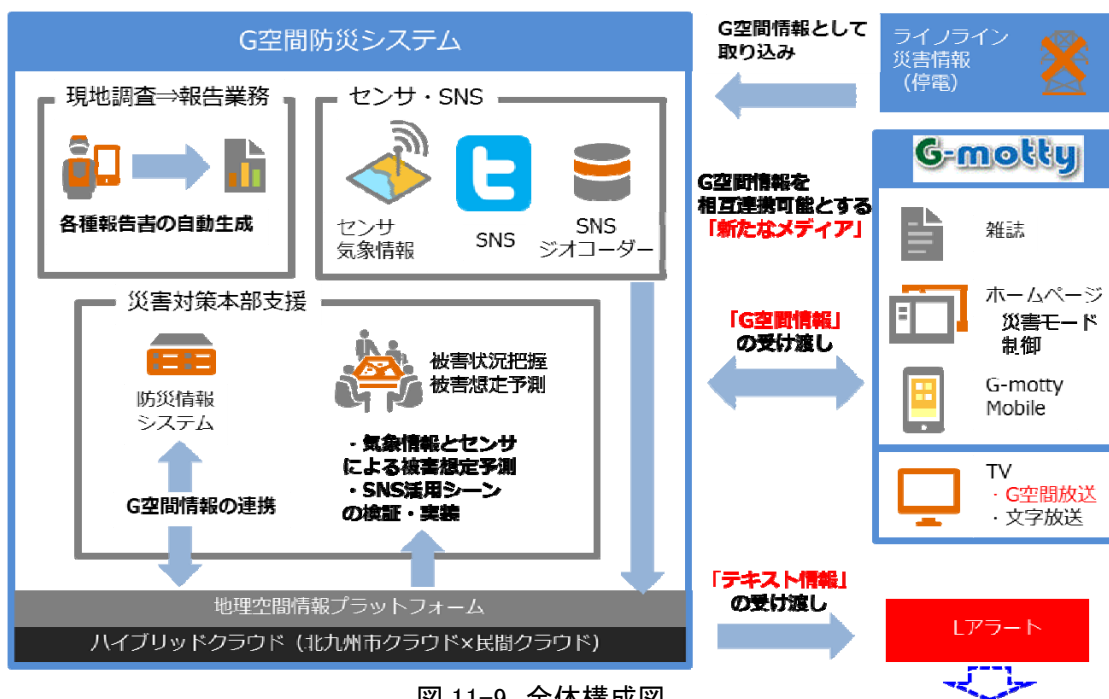 G空間防災システム
現地調査⇒報告業務
各種報告書の自動生成
センサ・SNS
センサ
気象情報
SNS
SNS
ジオコーダー
災害対策本部支援
防災情報
システム
被害状況把握
被害想定予測
・気象情報とセンサ
による被害想定予測
・SNS活用シーン
の検証・実装
G空間情報の連携
地理空間情報プラットフォーム
ハイブリッドクラウド（北九州市クラウド×民間クラウド）
G空間情報として
取り込み
G空間情報を
相互連携可能とする
「新たなメディア」
「G空間情報」
の受け渡し
「テキスト情報」
の受け渡し
ライフライン
災害情報
（停電）
G-motty
雑誌
ホームページ
災害モード
制御
G-motty
Mobile
TV
・G空間放送
・文字放送
Lアラート
図 11-9 全体構成図